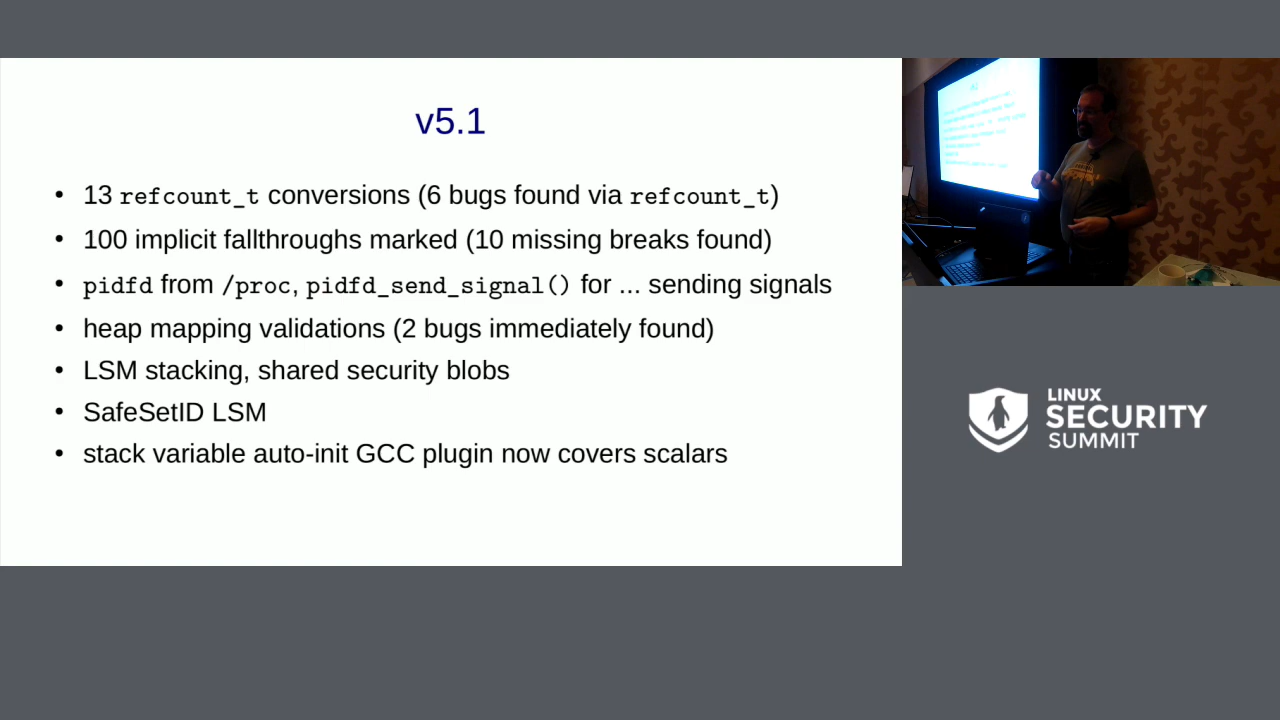 v5.1
• 13 refcount_t conversions (6 bugs found via refcount_t)
• 100 implicit fallthroughs marked (10 missing breaks found)
• pidfd from /proc, pidfd_send_signal() for ... sending signals
• heap mapping validations (2 bugs immediately found)
• LSM stacking, shared security blobs
• SafeSetID LSM
• stack variable auto-init GCC plugin now covers scalars
LINUX
SECURITY
SUMMIT